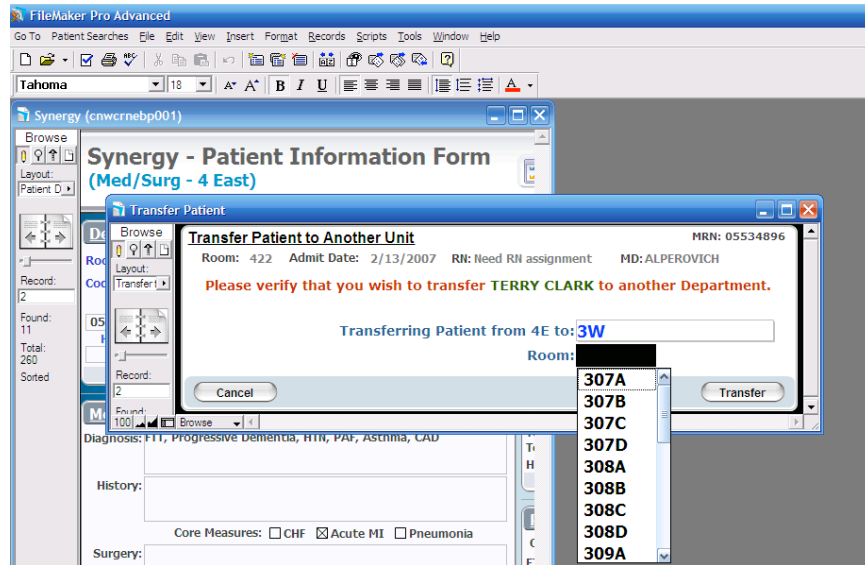 FileMaker Pro Advanced
Go To Patient Searches File Edit View Insert Format Records Scripts Tools Window Help
Tahoma 18 B I U A
Synergy (cnwcrnebp001)
Browse
Layout:
Patient D
Synergy - Patient Information Form
(Med/Surg - 4 East)
Record:
2
Found:
11
Total:
260
Sorted
Transfer Patient
Browse
Layout:
Transfer t
Record:
2
Found:
100 Browse
Transfer Patient to Another Unit MRN: 05534896
Room: 422 Admit Date: 2/13/2007 RN: Need RN assignment MD: ALPEROVICH
Please verify that you wish to transfer TERRY CLARK to another Department.
Transferring Patient from 4E to: 3W
Room:
307A
307B
307C
307D
308A
308B
308C
308D
309A
Cancel Transfer
Diagnosis: FTT, Progressive Dementia, HTN, PAF, Asthma, CAD
History:
Core Measures: CHF Acute MI Pneumonia
Surgery: